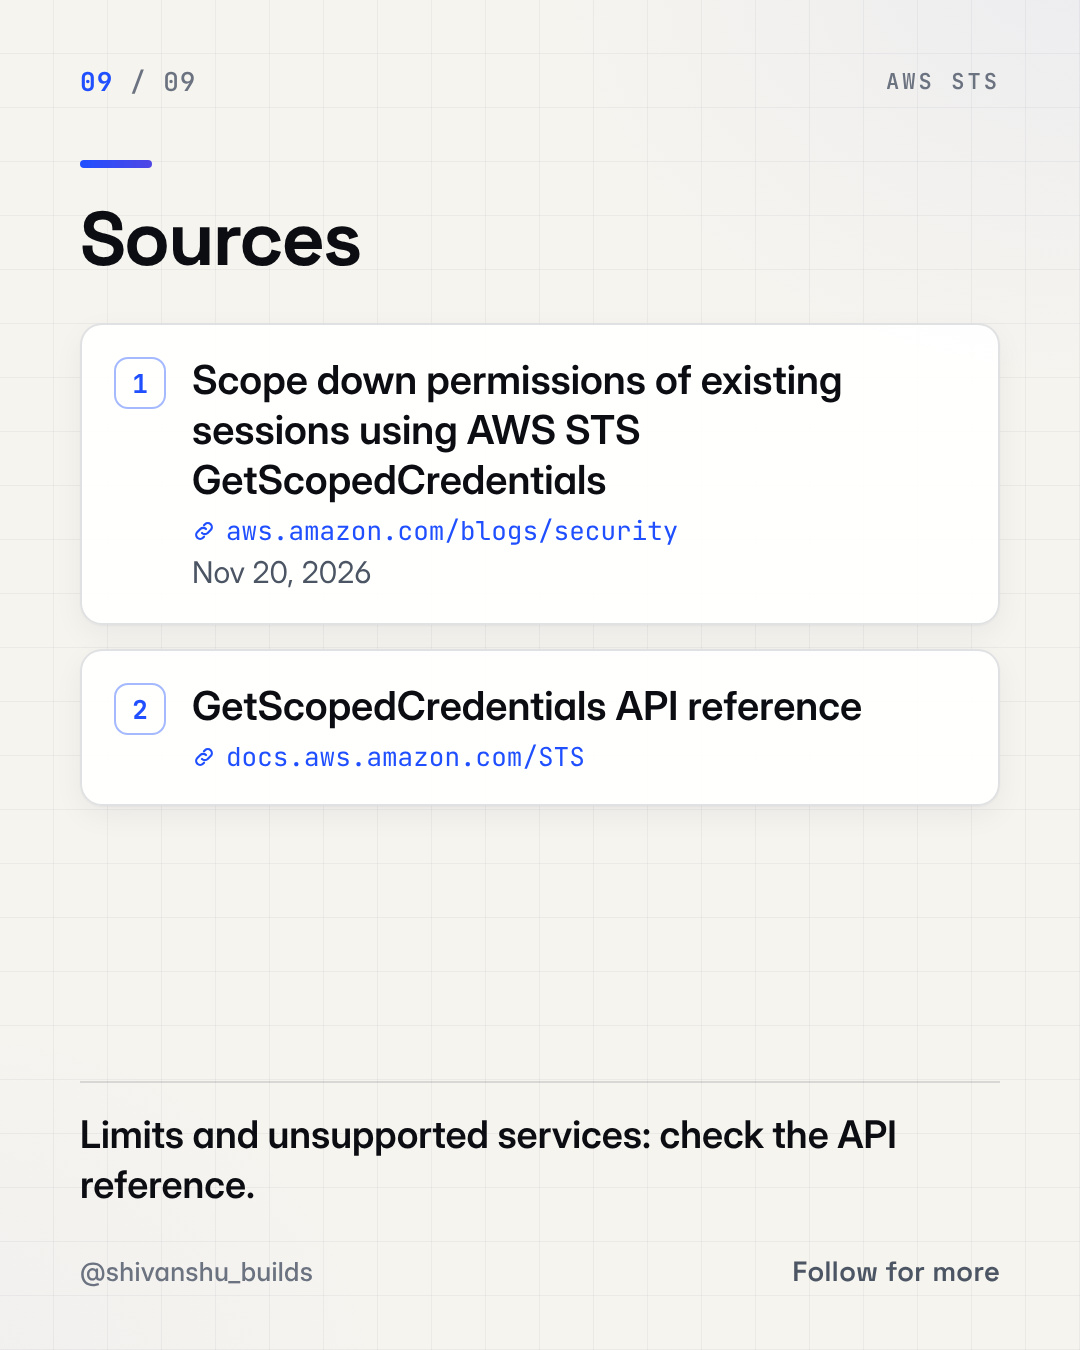 09 / 09
AWS STS
Sources
1
Scope down permissions of existing
sessions using AWS STS
GetScopedCredentials
aws.amazon.com/blogs/security
Nov 20, 2026
2
GetScopedCredentials API reference
docs.aws.amazon.com/STS
Limits and unsupported services: check the API
reference.
@shivanshu_builds
Follow for more